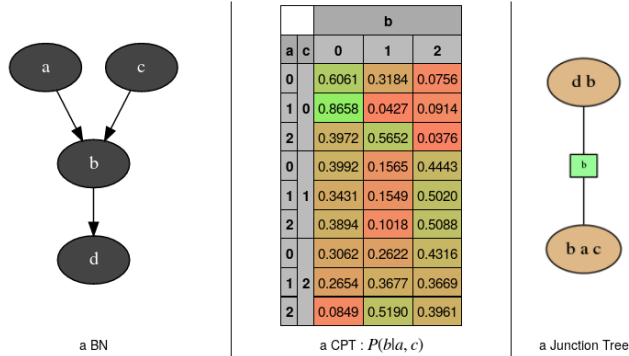 a c
b
d
a BN
b
a c 0 1 2
0 0.6061 0.3184 0.0756
1 0 0.8658 0.0427 0.0914
2 0.3972 0.5652 0.0376
0 0.3992 0.1565 0.4443
1 1 0.3431 0.1549 0.5020
2 0.3894 0.1018 0.5088
0 0.3062 0.2622 0.4316
1 2 0.2654 0.3677 0.3669
2 0.0849 0.5190 0.3961
a CPT : P(b|a, c)
d b
b
b a c
a Junction Tree